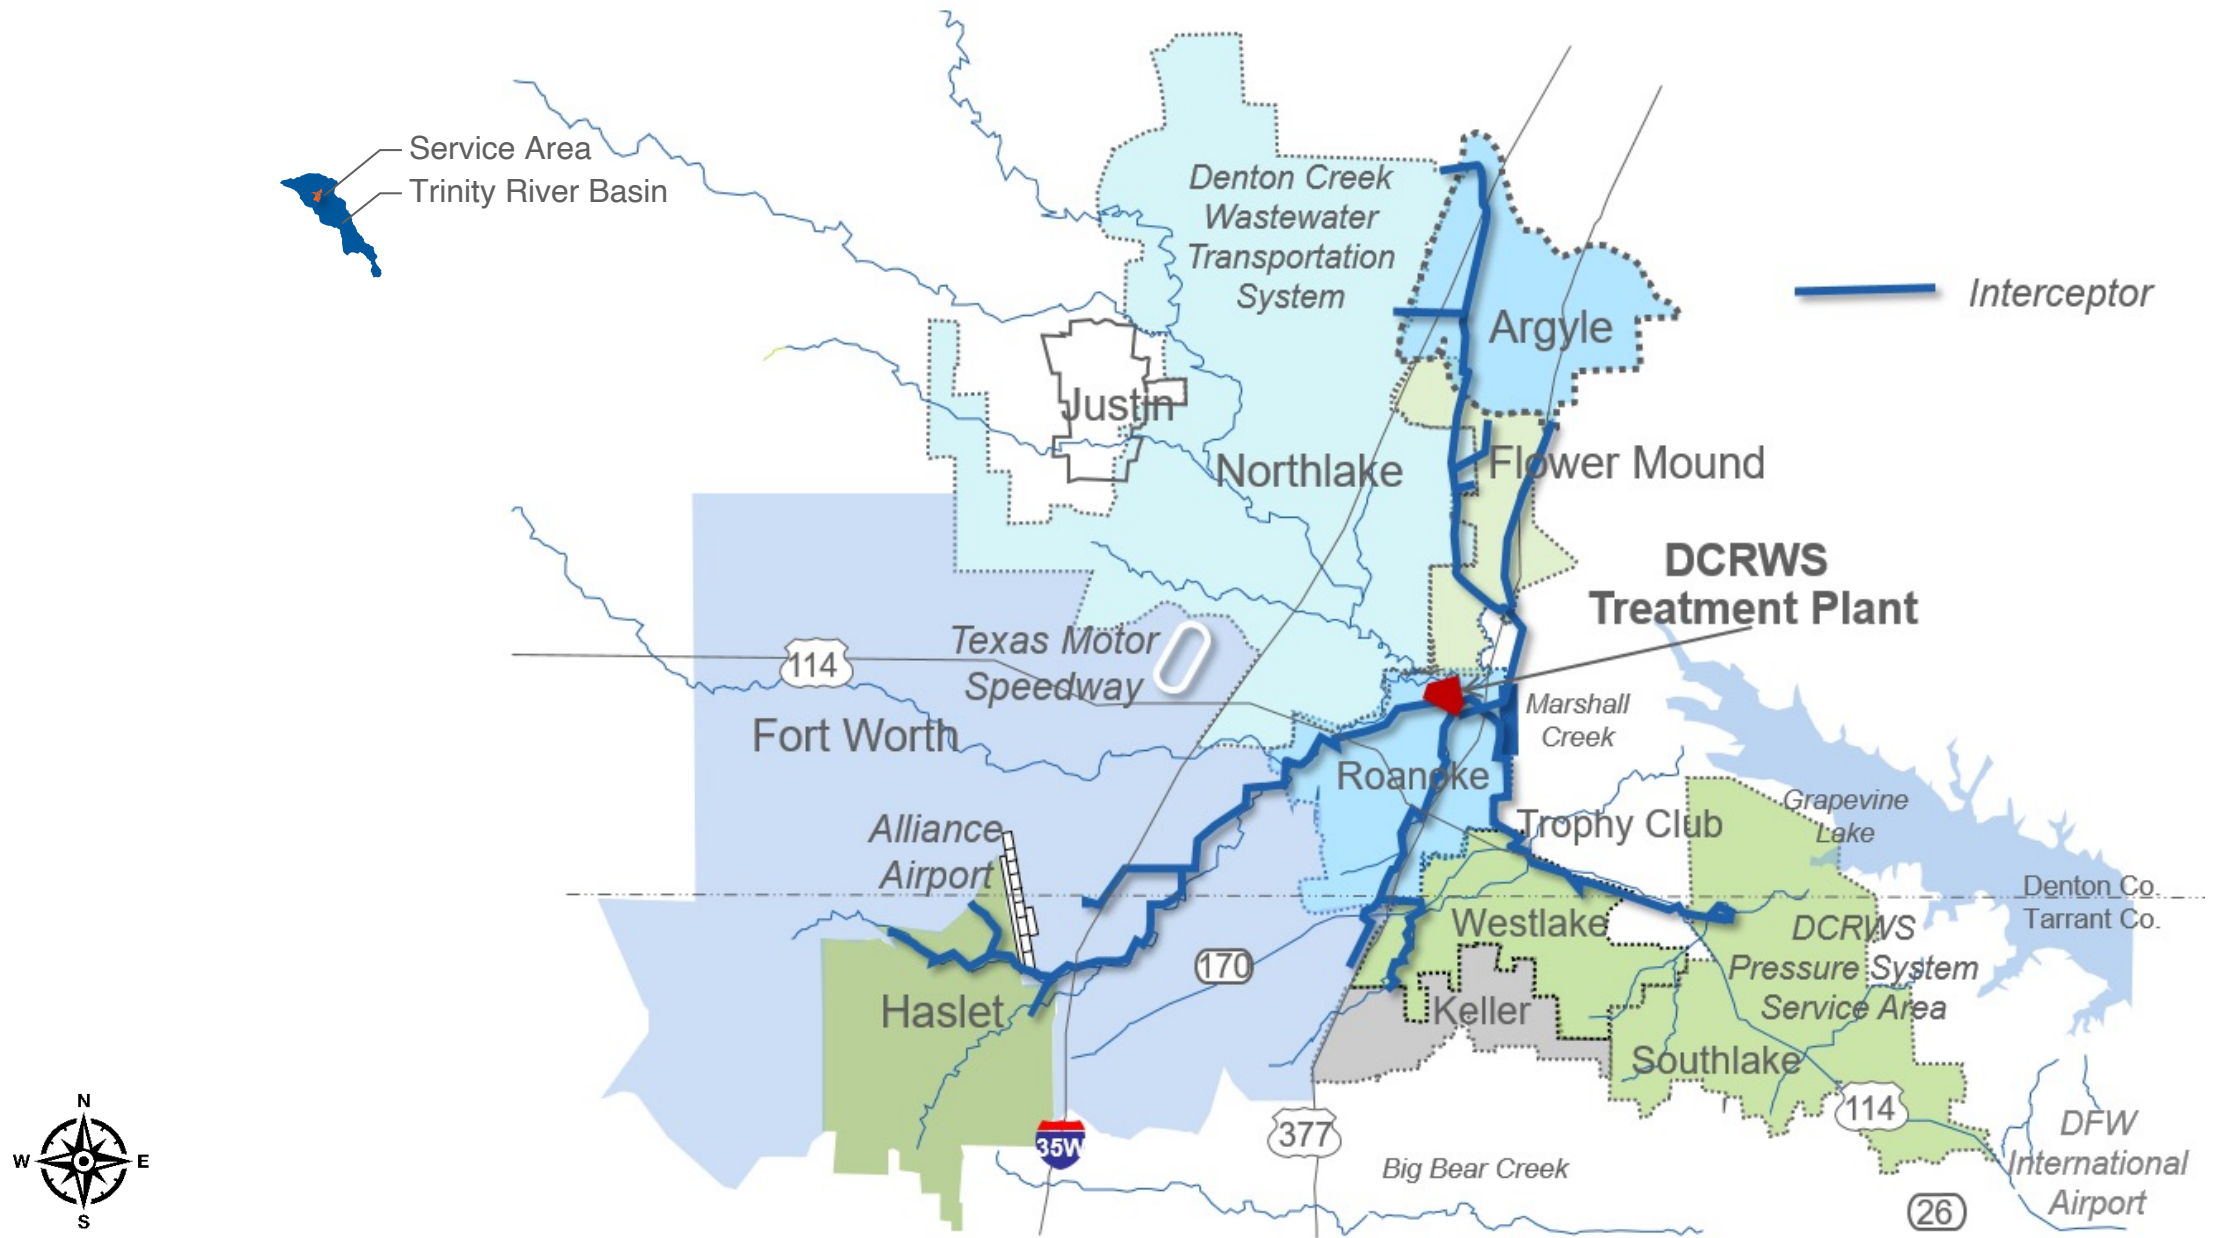 Service Area
Trinity River Basin
Denton Creek
Wastewater
Transportation
System
Interceptor
Argyle
Justin
Northlake
Flower Mound
DCRWS
Treatment Plant
Texas Motor
Speedway
114
Fort Worth
Marshall
Creek
Roanoke
Grapevine
Lake
Trophy Club
Alliance
Airport
Denton Co.
Tarrant Co.
Westlake
DCRWS
Pressure System
Service Area
170
Haslet
Keller
Southlake
114
35W
377
Big Bear Creek
DFW
International
Airport
26
N
W
E
S